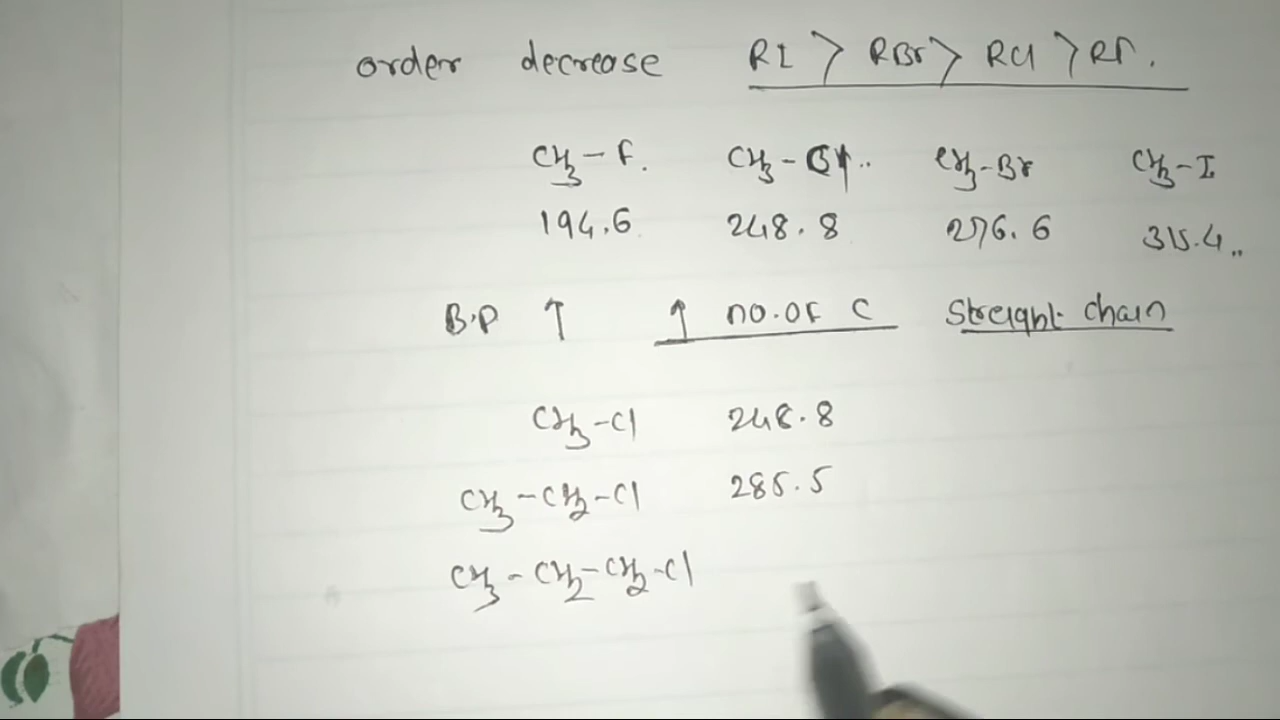 order decrease RI > RBr > RCl > RF.
CH3-F. CH3-Cl.. CH3-Br CH3-I
194.6 248.8 276.6 315.4..
B.P ↑ ↑ no.of C Streight chain
CH3-Cl 248.8
CH3-CH2-Cl 285.5
CH3-CH2-CH2-Cl